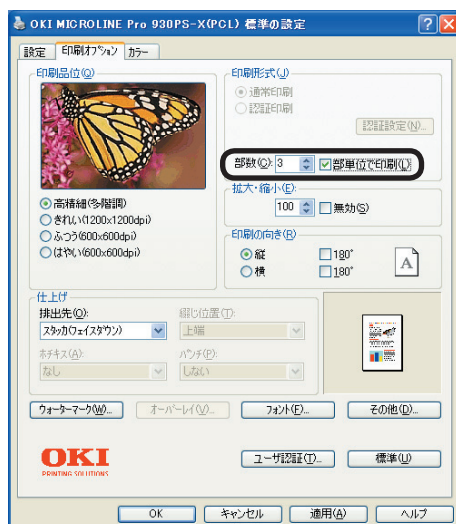 OKI MICROLINE Pro 930PS-X(PCL) 標準の設定
設定 印刷オプション カラー
印刷品位(Q)
高精細(多階調)
きれい(1200x1200dpi)
ふつう(600x600dpi)
はやい(600x600dpi)
印刷形式(J)
通常印刷
認証印刷
認証設定(N)...
部数(C): 3 部単位で印刷(L)
拡大・縮小(E):
100 無効(S)
印刷の向き(R)
縦 180°
横 180°
A
仕上げ
排出先(O): 綴じ位置(T):
スタッカ(フェイスダウン) 上端
ホチキス(A): パンチ(P):
なし しない
ウォーターマーク(W)... オーバーレイ(V)... フォント(F)... その他(D)...
OKI
PRINTING SOLUTIONS
ユーザ認証(T)... 標準(U)
OK キャンセル 適用(A) ヘルプ